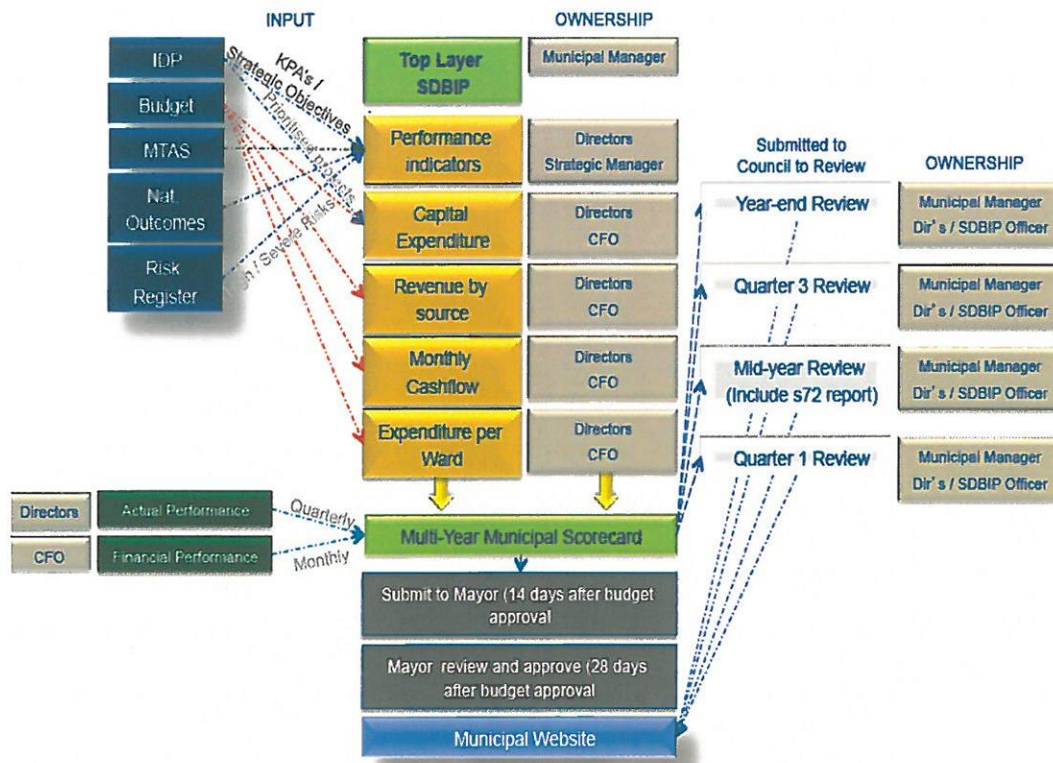 INPUT
OWNERSHIP
IDP
Budget
MTAS
Nat.
Outcomes
Risk
Register
KPA's /
Strategic Objectives
Prioritised projects
/ Severe Risks
Top Layer
SDBIP
Municipal Manager
Performance
indicators
Directors
Strategic Manager
Capital
Expenditure
Directors
CFO
Revenue by
source
Directors
CFO
Monthly
Cashflow
Directors
CFO
Expenditure per
Ward
Directors
CFO
Submitted to
Council to Review
OWNERSHIP
Year-end Review
Municipal Manager
Dir's / SDBIP Officer
Quarter 3 Review
Municipal Manager
Dir's / SDBIP Officer
Mid-year Review
(Include s72 report)
Municipal Manager
Dir's / SDBIP Officer
Quarter 1 Review
Municipal Manager
Dir's / SDBIP Officer
Directors
Actual Performance
Quarterly
CFO
Financial Performance
Monthly
Multi-Year Municipal Scorecard
Submit to Mayor (14 days after budget
approval
Mayor review and approve (28 days
after budget approval
Municipal Website